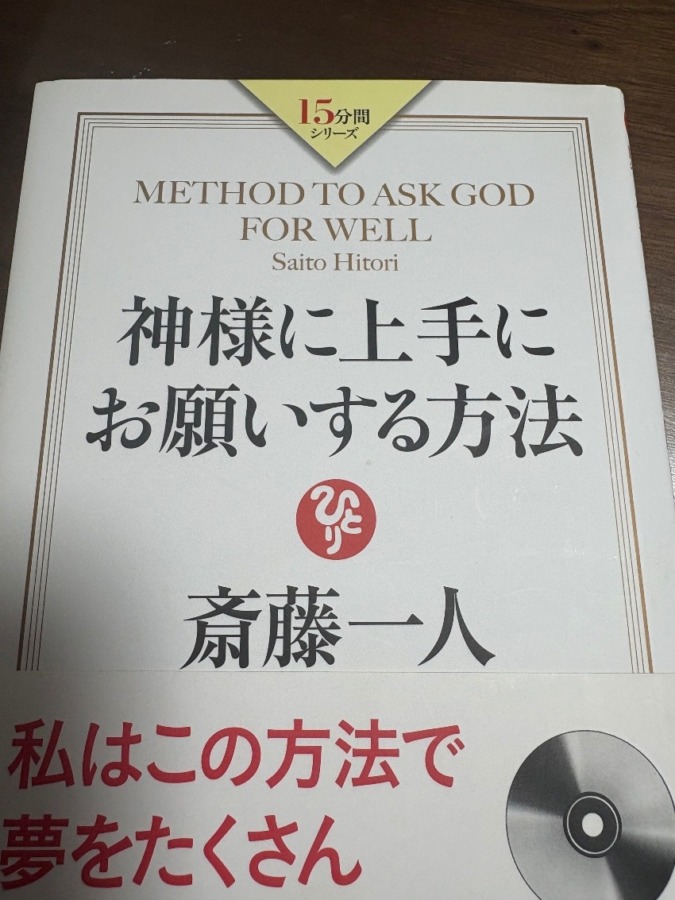 15分間
シリーズ
METHOD TO ASK GOD
FOR WELL
Saito Hitori
神様に上手に
お願いする方法
ひとり
斎藤一人
私はこの方法で
夢をたくさん